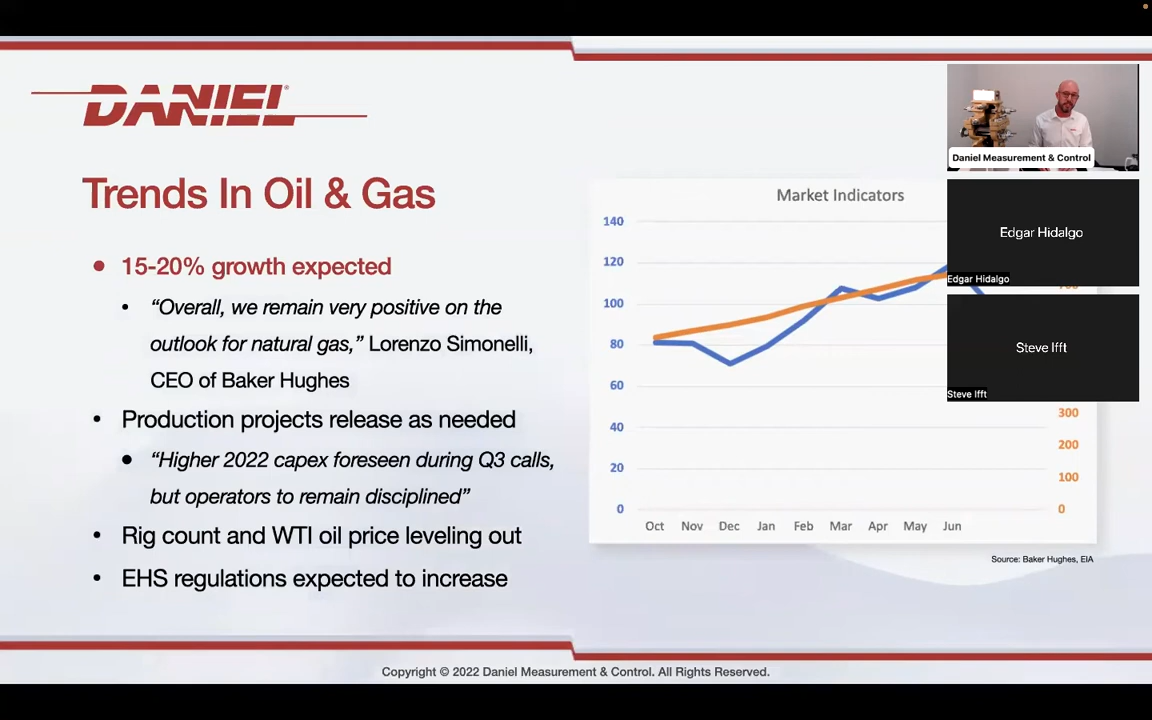 DANIEL®
Trends In Oil & Gas
• 15-20% growth expected
• “Overall, we remain very positive on the
outlook for natural gas,” Lorenzo Simonelli,
CEO of Baker Hughes
• Production projects release as needed
• “Higher 2022 capex foreseen during Q3 calls,
but operators to remain disciplined”
• Rig count and WTI oil price leveling out
• EHS regulations expected to increase
Market Indicators
140
120
100
80
60
40
20
0
300
200
100
0
Oct Nov Dec Jan Feb Mar Apr May Jun
Source: Baker Hughes, EIA
Daniel Measurement & Control
Edgar Hidalgo
Edgar Hidalgo
Steve Ifft
Steve Ifft
Copyright © 2022 Daniel Measurement & Control. All Rights Reserved.